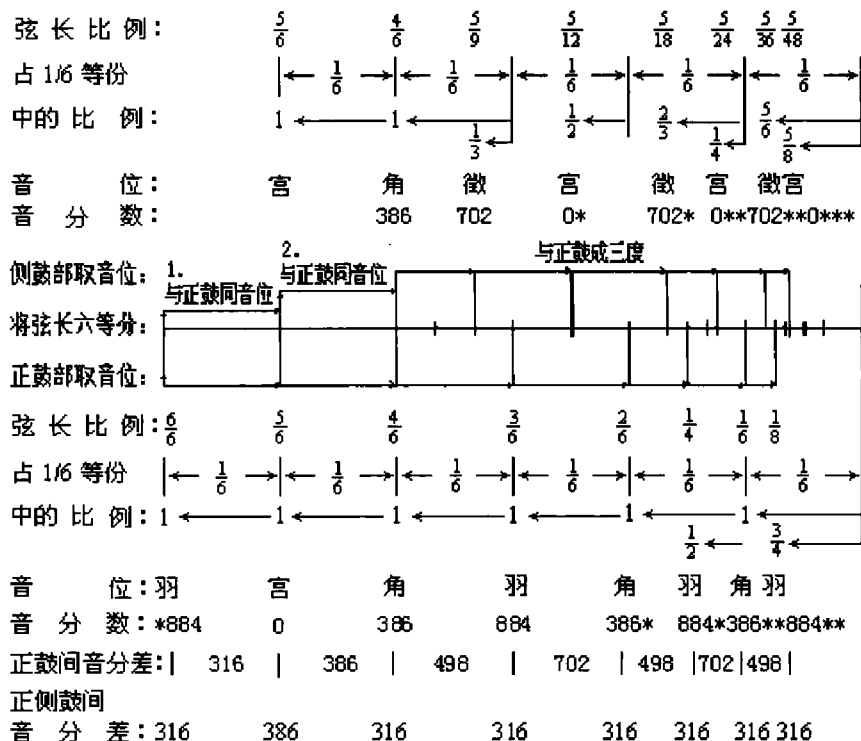 弦长比例: 5/6 4/6 5/9 5/12 5/18 5/24 5/36 5/48
占1/6等份 1/6 1/6 1/6 1/6 1/6
中的比例: 1 1 1/3 1/2 2/3 1/4 5/6 5/8
音位: 宫 角 徵 宫 徵 宫 徵宫
音分数: 386 702 0* 702* 0**702**0***
侧鼓部取音位: 1. 与正鼓同音位 2. 与正鼓同音位 与正鼓成三度
将弦长六等份:
正鼓部取音位:
弦长比例: 6/6 5/6 4/6 3/6 2/6 1/4 1/6 1/8
占1/6等份 1/6 1/6 1/6 1/6 1/6 1/6
中的比例: 1 1 1 1 1 1/2 1 3/4
音位: 羽 宫 角 羽 角 羽 角 羽
音分数: *884 0 386 884 386* 884*386**884**
正鼓间音分差:| 316 | 386 | 498 | 702 | 498 |702|498|
正侧鼓间
音分差: 316 386 316 316 316 316 316 316